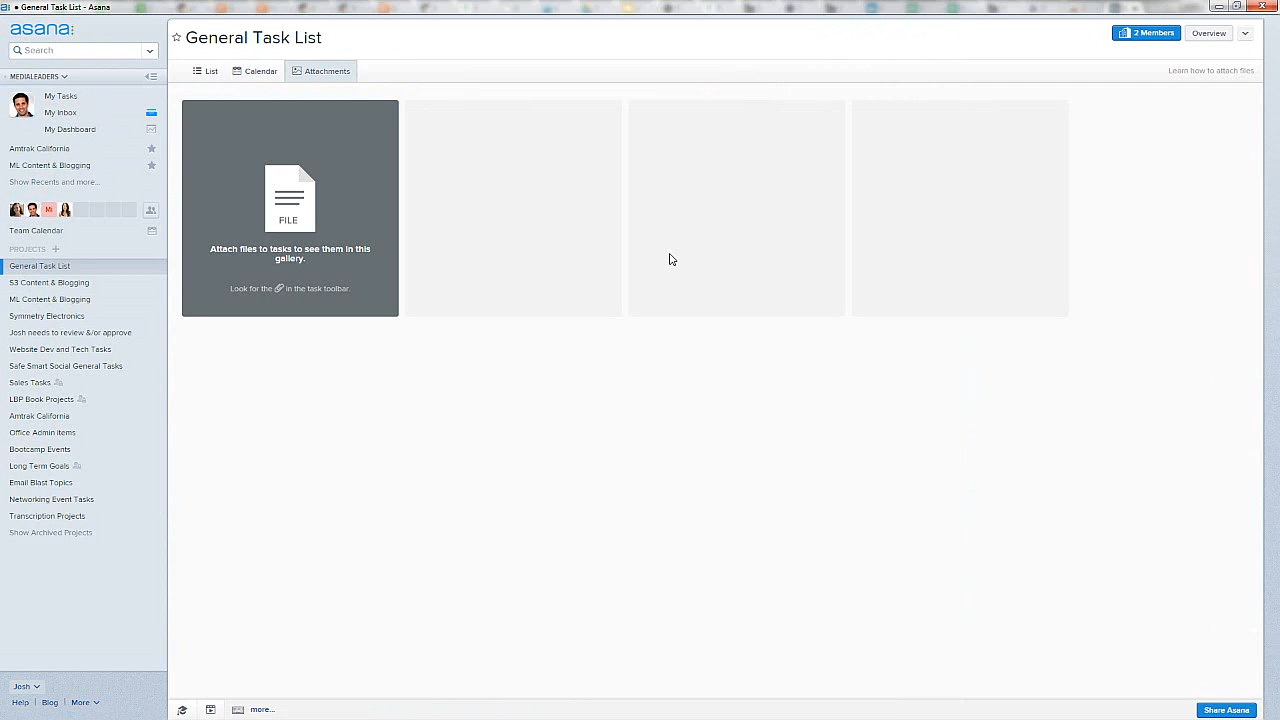 General Task List - Asana
asana:
Search
MEDIALEADERS
My Tasks
My Inbox
My Dashboard
Amtrak California
ML Content & Blogging
Show Recents and more...
Mi
Team Calendar
PROJECTS +
General Task List
S3 Content & Blogging
ML Content & Blogging
Symmetry Electronics
Josh needs to review &/or approve
Website Dev and Tech Tasks
Safe Smart Social General Tasks
Sales Tasks
LBP Book Projects
Amtrak California
Office Admin items
Bootcamp Events
Long Term Goals
Email Blast Topics
Networking Event Tasks
Transcription Projects
Show Archived Projects
Josh
Help | Blog | More
General Task List
2 Members
Overview
List
Calendar
Attachments
Learn how to attach files
FILE
Attach files to tasks to see them in this
gallery.
Look for the in the task toolbar.
more...
Share Asana